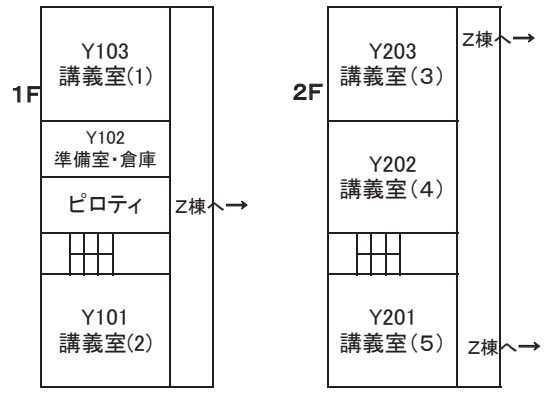 1F
Y103
講義室(1)
Y102
準備室・倉庫
ピロティ
Z棟へ→
Y101
講義室(2)
2F
Z棟へ→
Y203
講義室(3)
Y202
講義室(4)
Y201
講義室(5)
Z棟へ→